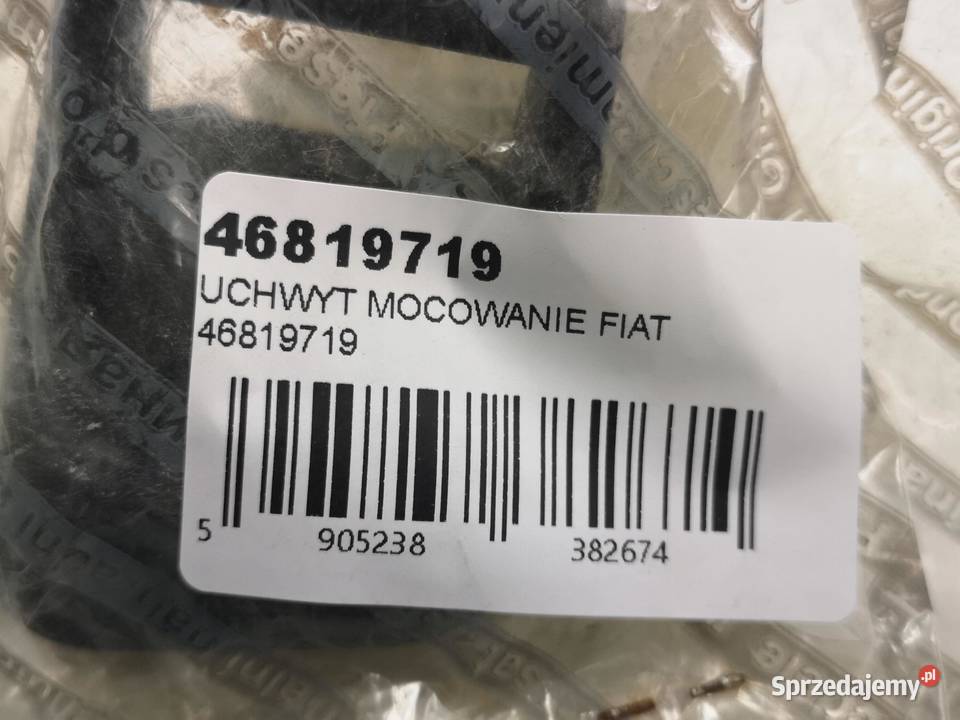 46819719
UCHWYT MOCOWANIE FIAT
46819719
5 905238 382674
Sprzedajemy.pl